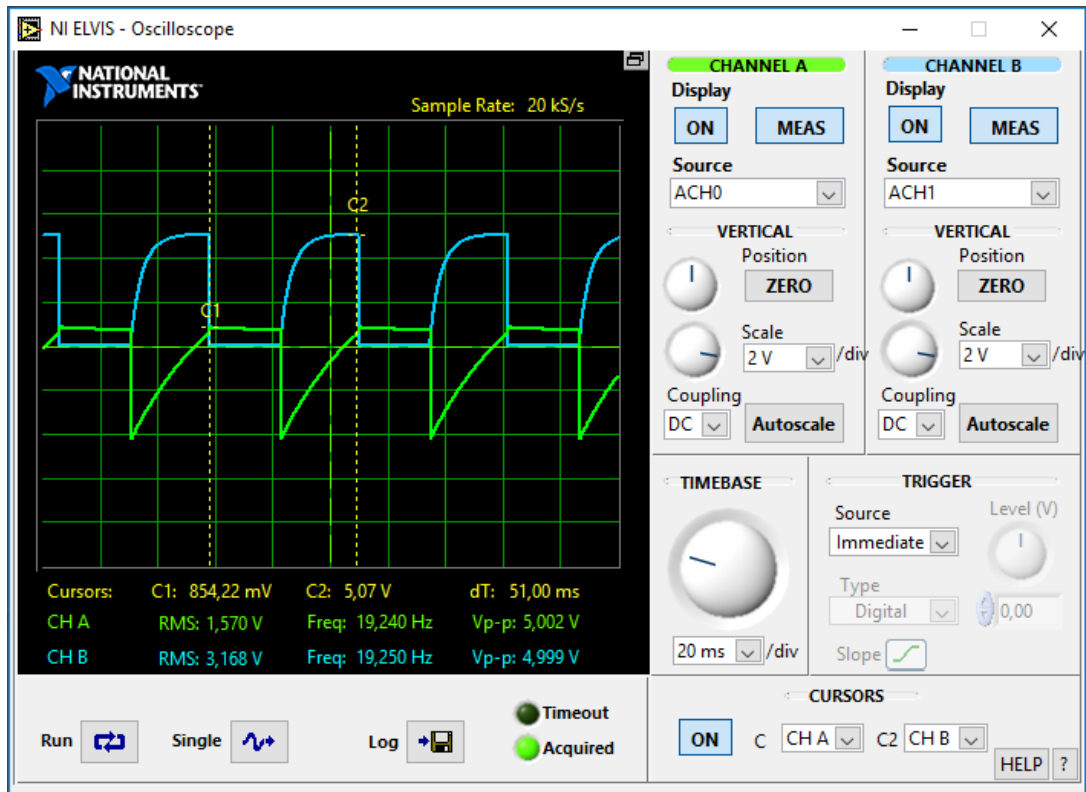 NI ELVIS - Oscilloscope
NATIONAL
INSTRUMENTS™
Sample Rate: 20 kS/s
C2
C1
Cursors: C1: 854,22 mV C2: 5,07 V dT: 51,00 ms
CH A RMS: 1,570 V Freq: 19,240 Hz Vp-p: 5,002 V
CH B RMS: 3,168 V Freq: 19,250 Hz Vp-p: 4,999 V
Run Single Log Timeout
Acquired
CHANNEL A
Display
ON MEAS
Source
ACH0
VERTICAL
Position
ZERO
Scale
2 V /div
Coupling
DC Autoscale
CHANNEL B
Display
ON MEAS
Source
ACH1
VERTICAL
Position
ZERO
Scale
2 V /div
Coupling
DC Autoscale
TIMEBASE
20 ms /div
TRIGGER
Source Level (V)
Immediate
Type
Digital 0,00
Slope
CURSORS
ON C CH A C2 CH B
HELP ?